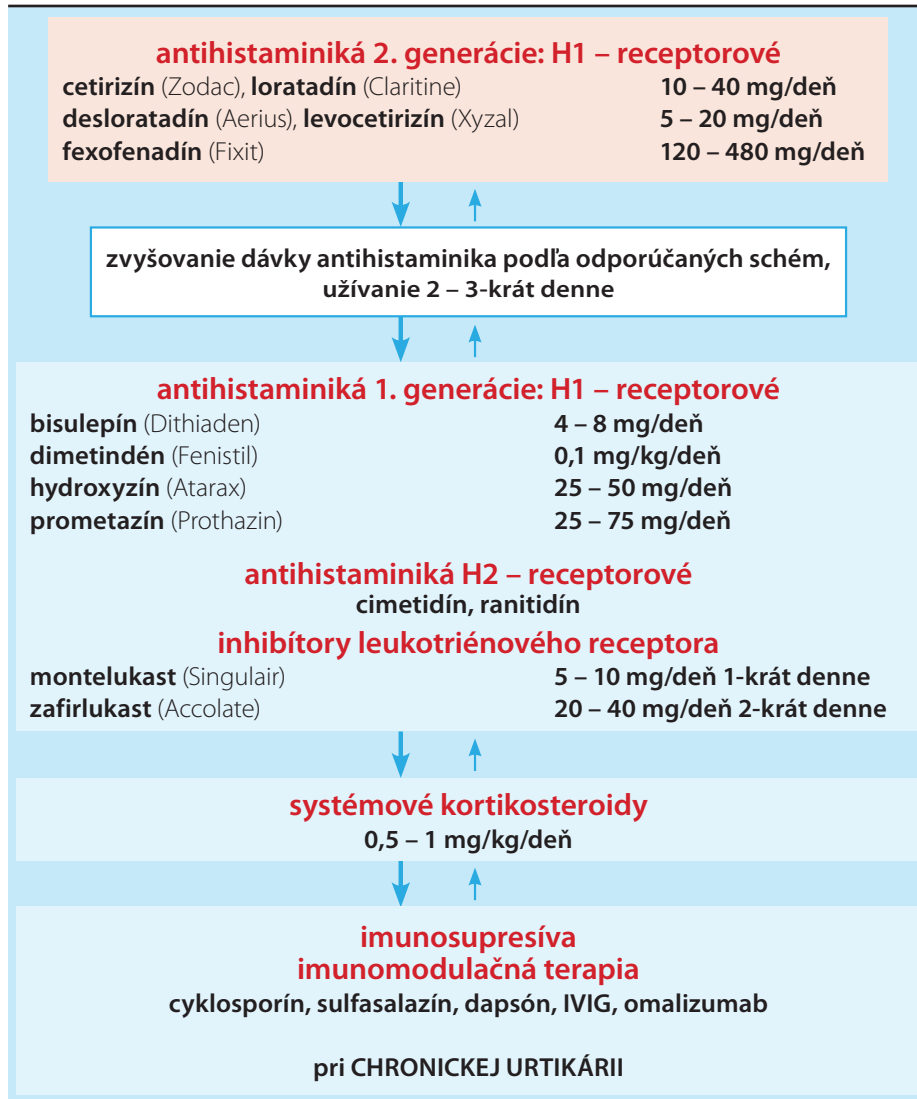 antihistaminiká 2. generácie: H1 – receptorové
cetirizín (Zodac), loratadín (Claritine) 10 – 40 mg/deň
desloratadín (Aerius), levocetirizín (Xyzal) 5 – 20 mg/deň
fexofenadín (Fixit) 120 – 480 mg/deň
zvyšovanie dávky antihistaminika podľa odporúčaných schém,
užívanie 2 – 3-krát denne
antihistaminiká 1. generácie: H1 – receptorové
bisulepín (Dithiaden) 4 – 8 mg/deň
dimetindén (Fenistil) 0,1 mg/kg/deň
hydroxyzín (Atarax) 25 – 50 mg/deň
prometazín (Prothazin) 25 – 75 mg/deň
antihistaminiká H2 – receptorové
cimetidín, ranitidín
inhibítory leukotriénového receptora
montelukast (Singulair) 5 – 10 mg/deň 1-krát denne
zafirlukast (Accolate) 20 – 40 mg/deň 2-krát denne
systémové kortikosteroidy
0,5 – 1 mg/kg/deň
imunosupresíva
imunomodulačná terapia
cyklosporín, sulfasalazín, dapsón, IVIG, omalizumab
pri CHRONICKEJ URTIKÁRII